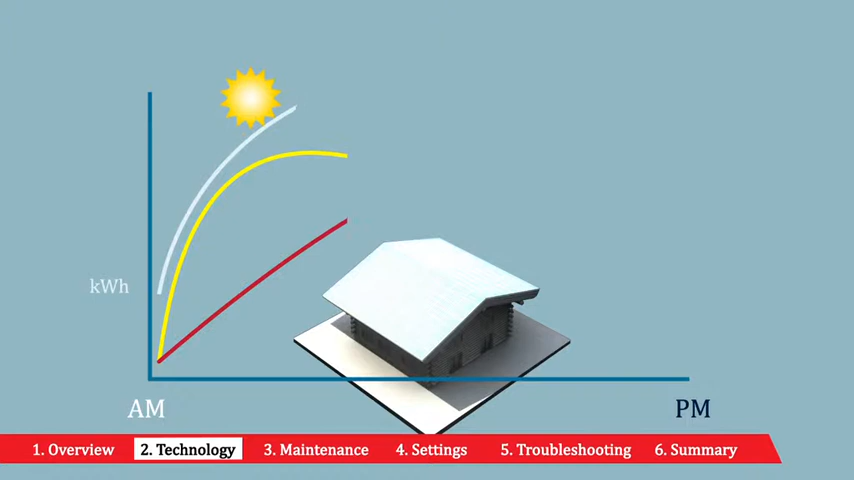 kWh
AM
PM
1. Overview
2. Technology
3. Maintenance
4. Settings
5. Troubleshooting
6. Summary